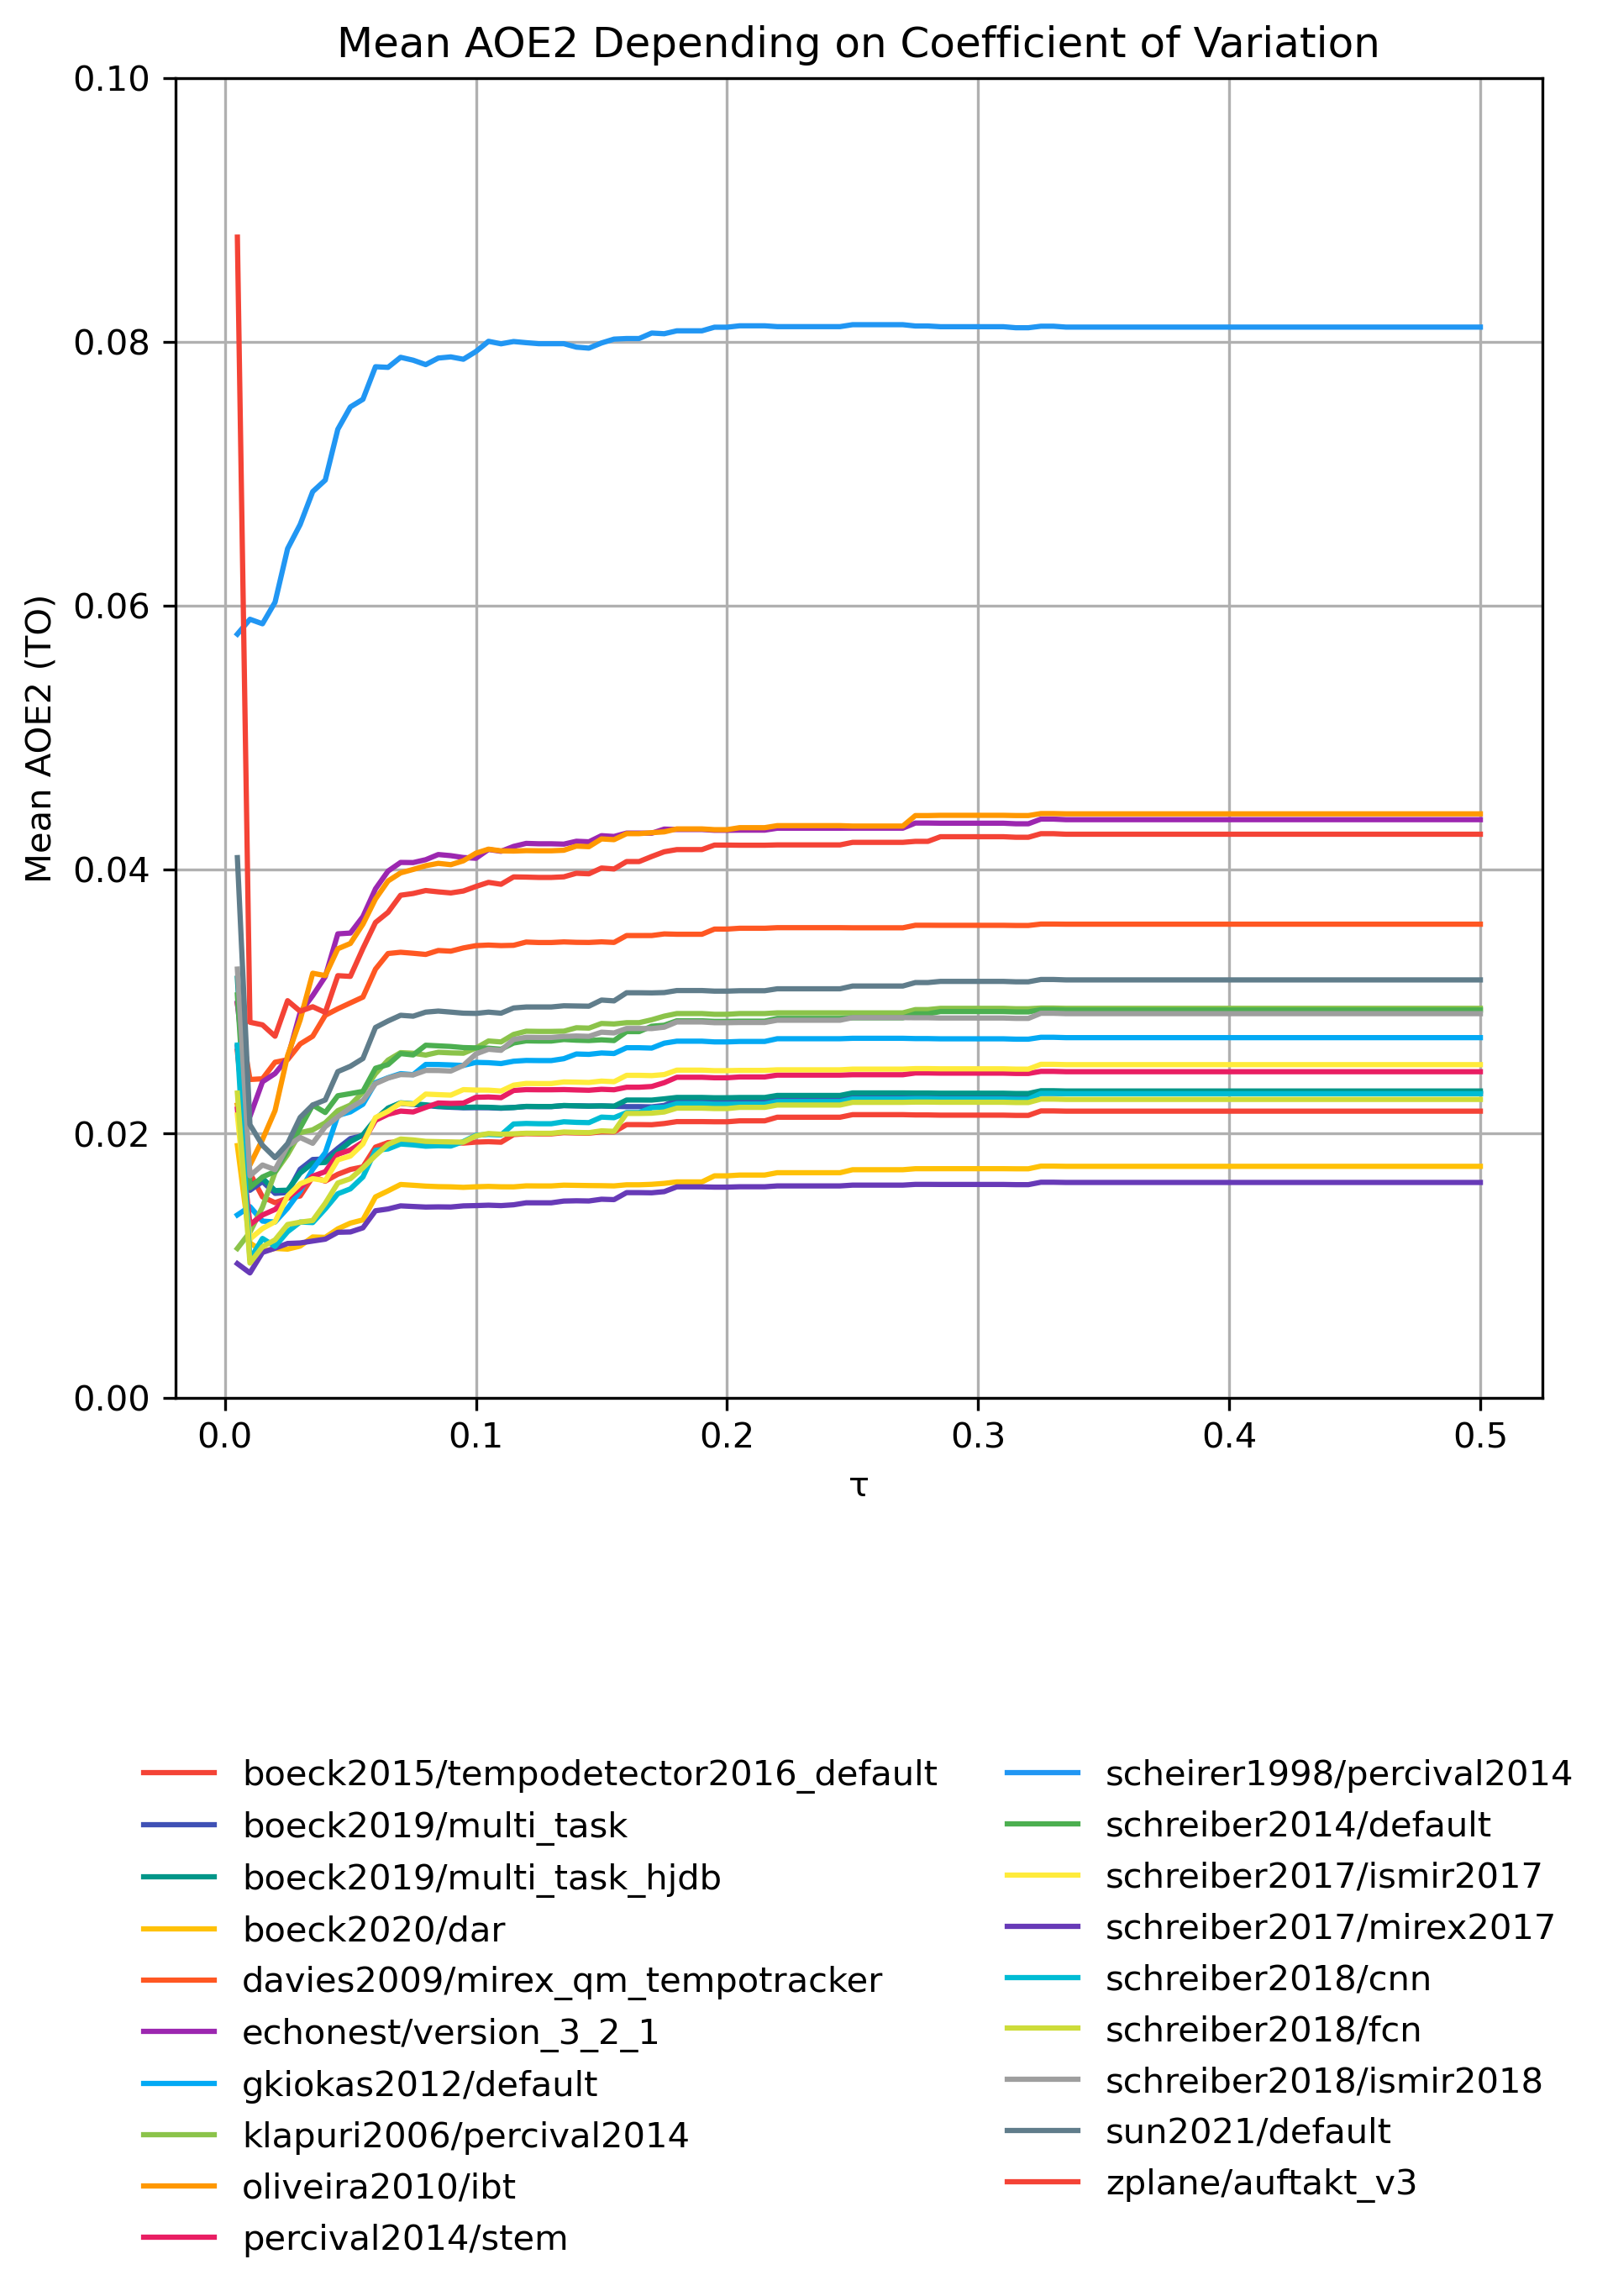 Mean AOE2 Depending on Coefficient of Variation
0.10
0.08
0.06
0.04
0.02
0.00
Mean AOE2 (TO)
0.0 0.1 0.2 0.3 0.4 0.5
τ
boeck2015/tempodetector2016_default
boeck2019/multi_task
boeck2019/multi_task_hjdb
boeck2020/dar
davies2009/mirex_qm_tempotracker
echonest/version_3_2_1
gkiokas2012/default
klapuri2006/percival2014
oliveira2010/ibt
percival2014/stem
scheirer1998/percival2014
schreiber2014/default
schreiber2017/ismir2017
schreiber2017/mirex2017
schreiber2018/cnn
schreiber2018/fcn
schreiber2018/ismir2018
sun2021/default
zplane/auftakt_v3